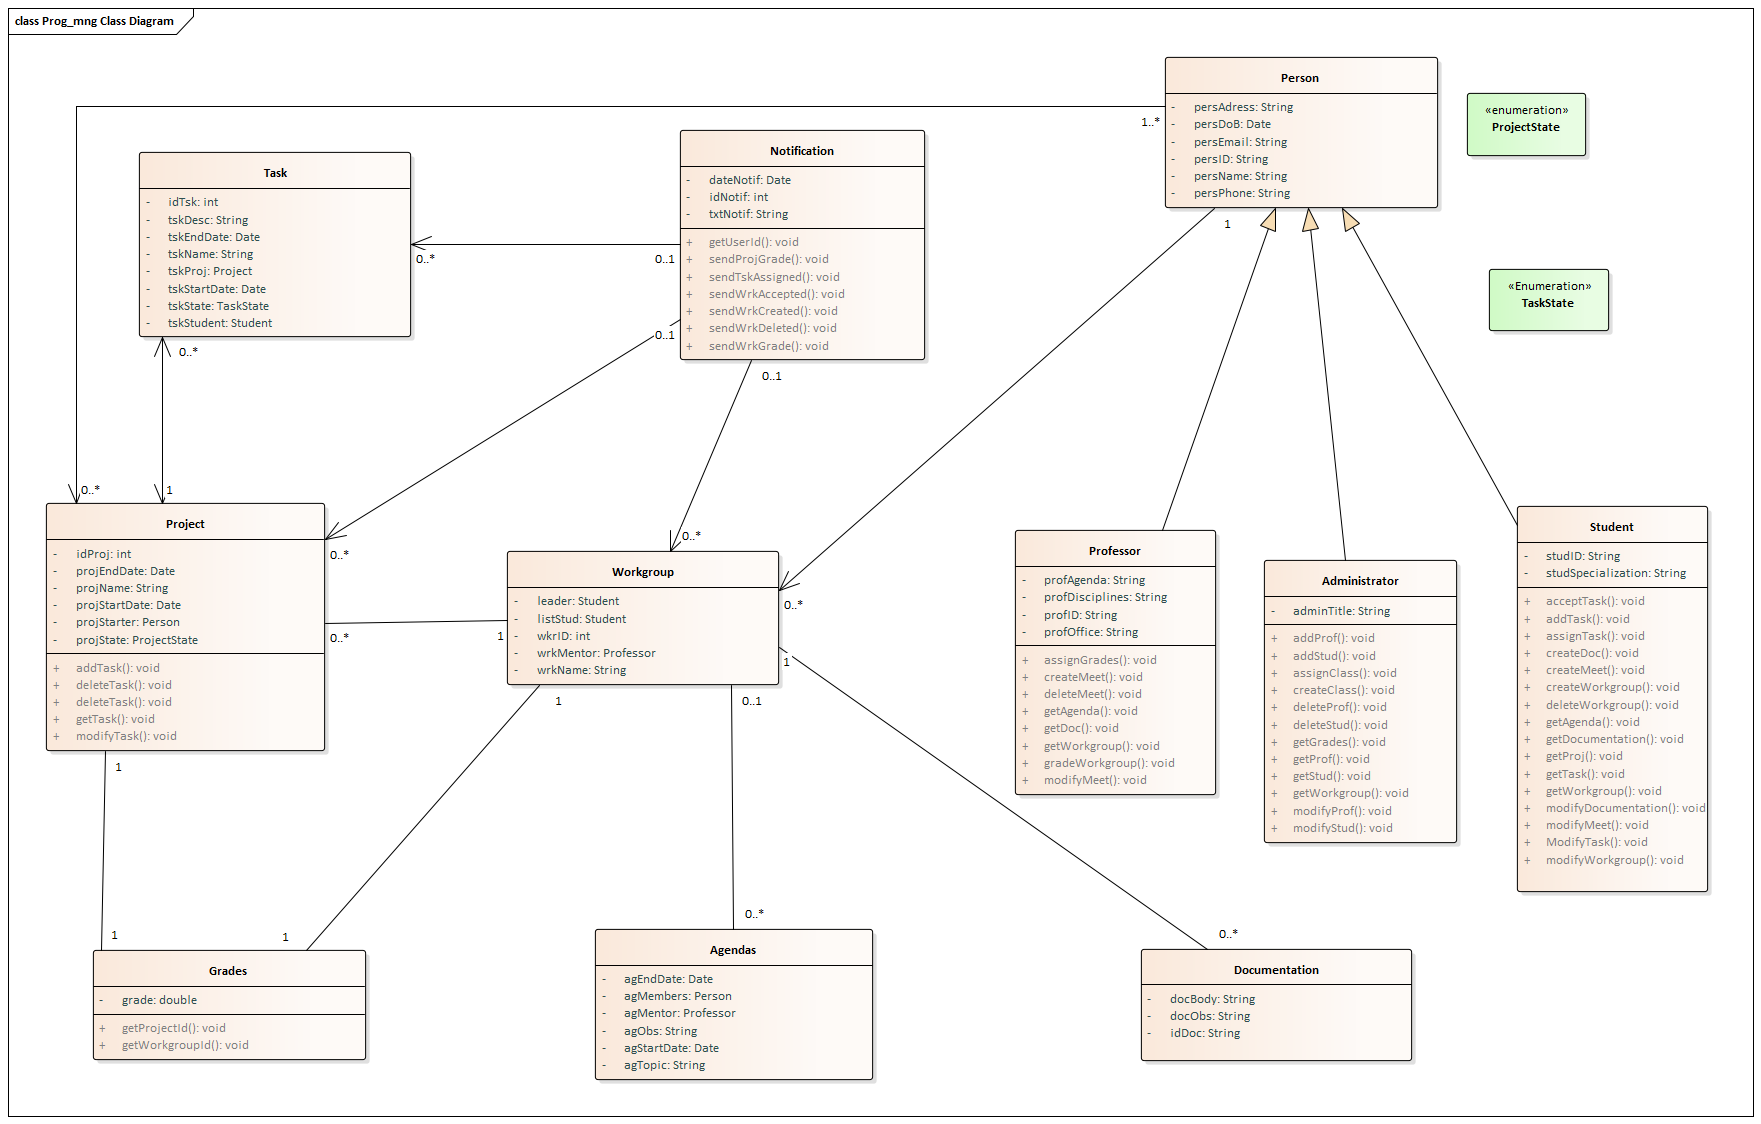 class Prog_mng Class Diagram
Person
- persAdress: String
- persDoB: Date
- persEmail: String
- persID: String
- persName: String
- persPhone: String
«enumeration»
ProjectState
«Enumeration»
TaskState
1..*
1
Notification
- dateNotif: Date
- idNotif: int
- txtNotif: String
+ getUserId(): void
+ sendProjGrade(): void
+ sendTskAssigned(): void
+ sendWrkAccepted(): void
+ sendWrkCreated(): void
+ sendWrkDeleted(): void
+ sendWrkGrade(): void
0..1
0..1
0..1
Task
- idTsk: int
- tskDesc: String
- tskEndDate: Date
- tskName: String
- tskProj: Project
- tskStartDate: Date
- tskState: TaskState
- tskStudent: Student
0..*
0..*
0..*
1
Project
- idProj: int
- projEndDate: Date
- projName: String
- projStartDate: Date
- projStarter: Person
- projState: ProjectState
+ addTask(): void
+ deleteTask(): void
+ deleteTask(): void
+ getTask(): void
+ modifyTask(): void
0..*
0..*
1
0..*
Workgroup
- leader: Student
- listStud: Student
- wkrID: int
- wrkMentor: Professor
- wrkName: String
0..*
1
1
1
0..1
Professor
- profAgenda: String
- profDisciplines: String
- profID: String
- profOffice: String
+ assignGrades(): void
+ createMeet(): void
+ deleteMeet(): void
+ getAgenda(): void
+ getDoc(): void
+ getWorkgroup(): void
+ gradeWorkgroup(): void
+ modifyMeet(): void
Administrator
- adminTitle: String
+ addProf(): void
+ addStud(): void
+ assignClass(): void
+ createClass(): void
+ deleteProf(): void
+ deleteStud(): void
+ getGrades(): void
+ getProf(): void
+ getStud(): void
+ getWorkgroup(): void
+ modifyProf(): void
+ modifyStud(): void
Student
- studID: String
- studSpecialization: String
+ acceptTask(): void
+ addTask(): void
+ assignTask(): void
+ createDoc(): void
+ createMeet(): void
+ createWorkgroup(): void
+ deleteWorkgroup(): void
+ getAgenda(): void
+ getDocumentation(): void
+ getProj(): void
+ getTask(): void
+ getWorkgroup(): void
+ modifyDocumentation(): void
+ modifyMeet(): void
+ ModifyTask(): void
+ modifyWorkgroup(): void
1
1
Grades
- grade: double
+ getProjectId(): void
+ getWorkgroupId(): void
0..*
Agendas
- agEndDate: Date
- agMembers: Person
- agMentor: Professor
- agObs: String
- agStartDate: Date
- agTopic: String
0..*
Documentation
- docBody: String
- docObs: String
- idDoc: String